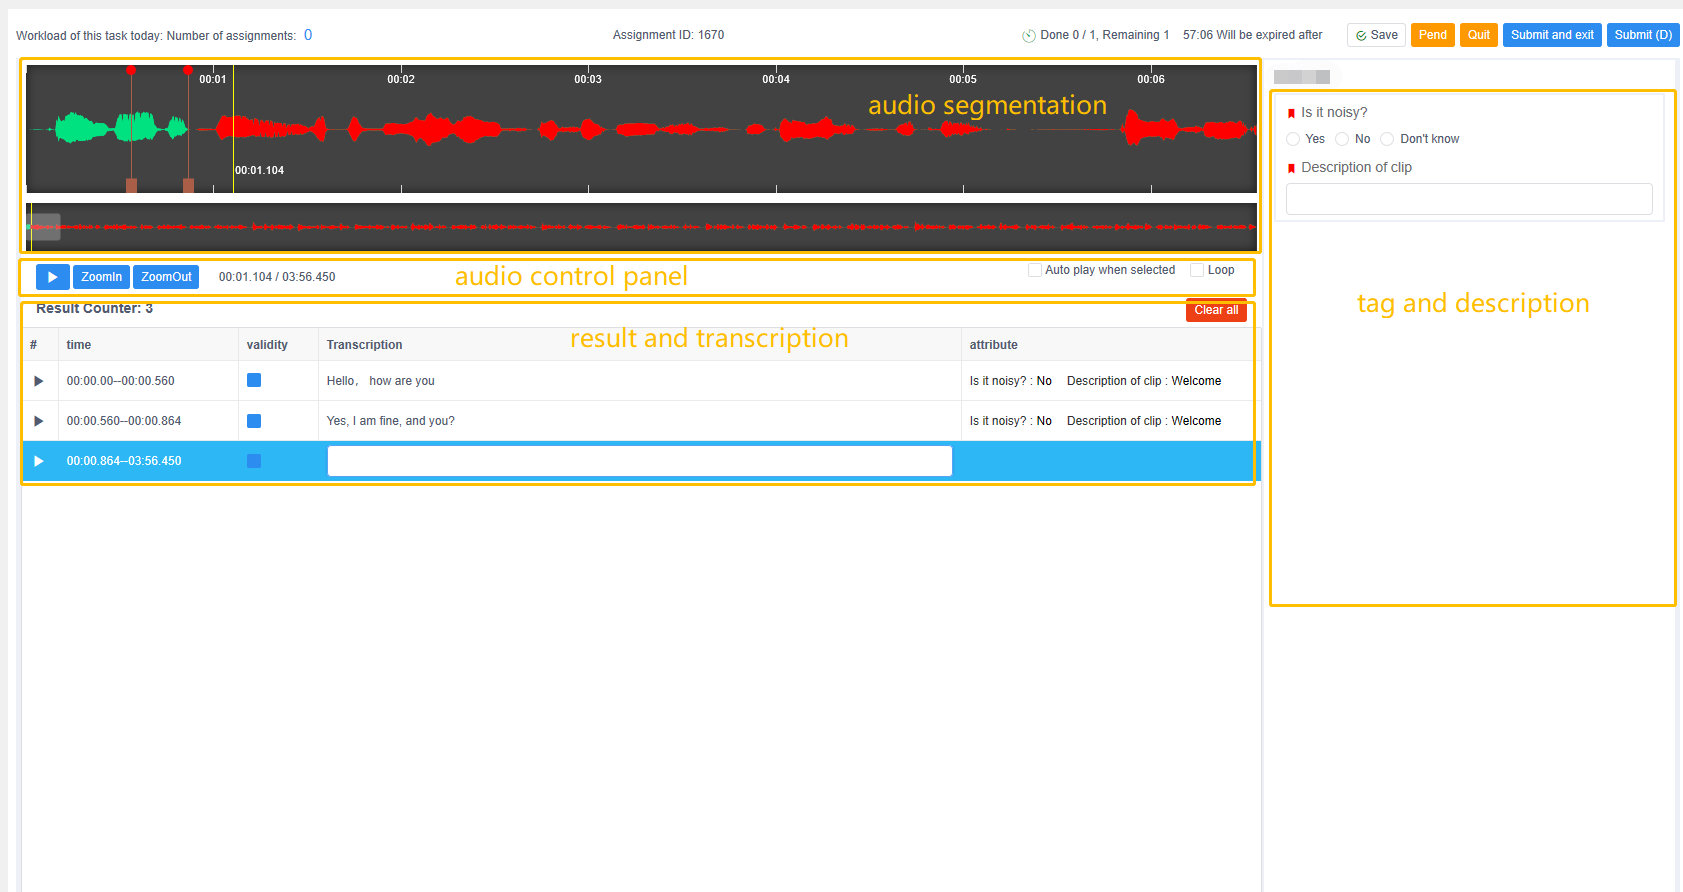 Workload of this task today: Number of assignments: 0
Assignment ID: 1670
Done 0 / 1, Remaining 1 57:06 Will be expired after
Save
Pend
Quit
Submit and exit
Submit (D)
00:01 00:02 00:03 00:04 00:05 00:06
audio segmentation
00:01.104
Is it noisy?
Yes No Don't know
Description of clip
ZoomIn ZoomOut 00:01.104 / 03:56.450
audio control panel
Auto play when selected Loop
tag and description
Result Counter: 3
Clear all
result and transcription
# time validity Transcription attribute
00:00.00--00:00.560 Hello， how are you Is it noisy? : No Description of clip : Welcome
00:00.560--00:00.864 Yes, I am fine, and you? Is it noisy? : No Description of clip : Welcome
00:00.864--03:56.450